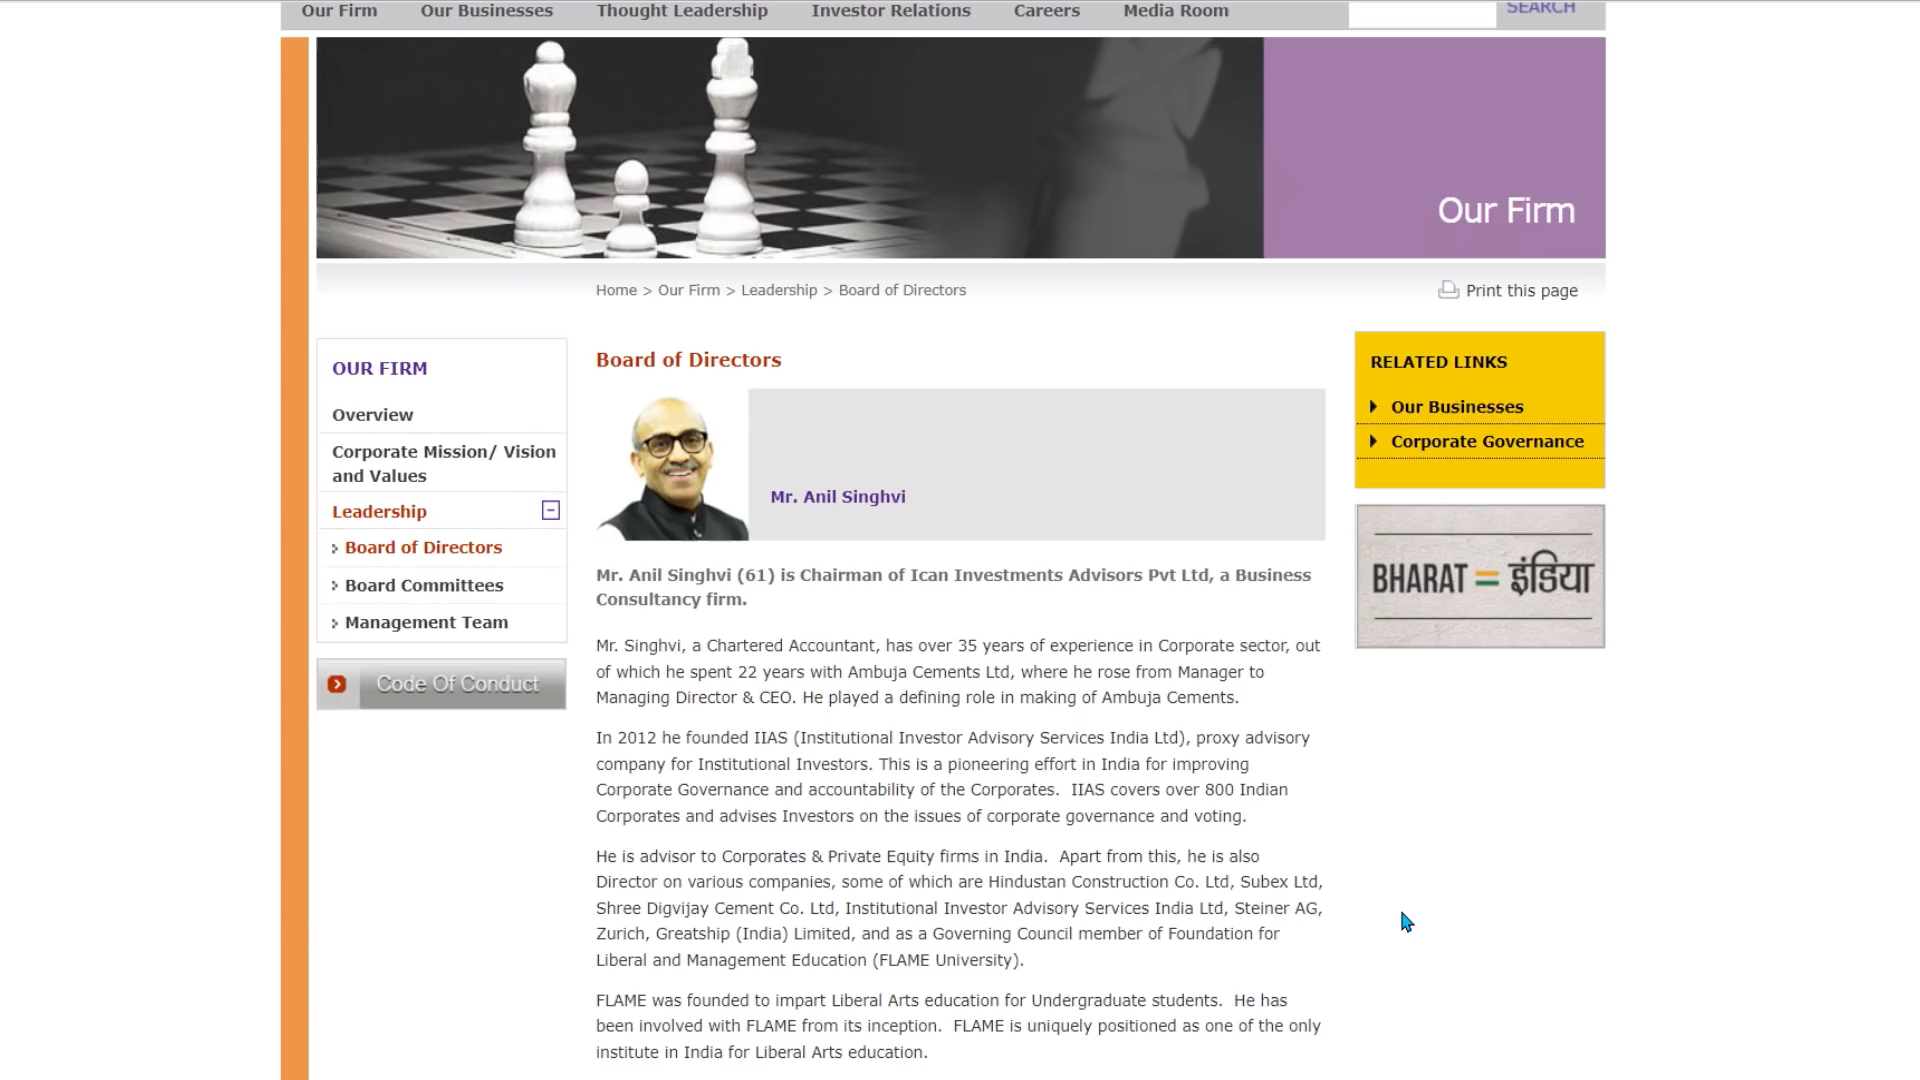 Our Firm Our Businesses Thought Leadership Investor Relations Careers Media Room SEARCH
Our Firm
Home > Our Firm > Leadership > Board of Directors
Print this page
OUR FIRM
Overview
Corporate Mission/ Vision
and Values
Leadership
Board of Directors
Board Committees
Management Team
Code Of Conduct
Board of Directors
Mr. Anil Singhvi
Mr. Anil Singhvi (61) is Chairman of Ican Investments Advisors Pvt Ltd, a Business
Consultancy firm.
Mr. Singhvi, a Chartered Accountant, has over 35 years of experience in Corporate sector, out
of which he spent 22 years with Ambuja Cements Ltd, where he rose from Manager to
Managing Director & CEO. He played a defining role in making of Ambuja Cements.
In 2012 he founded IIAS (Institutional Investor Advisory Services India Ltd), proxy advisory
company for Institutional Investors. This is a pioneering effort in India for improving
Corporate Governance and accountability of the Corporates. IIAS covers over 800 Indian
Corporates and advises Investors on the issues of corporate governance and voting.
He is advisor to Corporates & Private Equity firms in India. Apart from this, he is also
Director on various companies, some of which are Hindustan Construction Co. Ltd, Subex Ltd,
Shree Digvijay Cement Co. Ltd, Institutional Investor Advisory Services India Ltd, Steiner AG,
Zurich, Greatship (India) Limited, and as a Governing Council member of Foundation for
Liberal and Management Education (FLAME University).
FLAME was founded to impart Liberal Arts education for Undergraduate students. He has
been involved with FLAME from its inception. FLAME is uniquely positioned as one of the only
institute in India for Liberal Arts education.
RELATED LINKS
Our Businesses
Corporate Governance
BHARAT = इंडिया